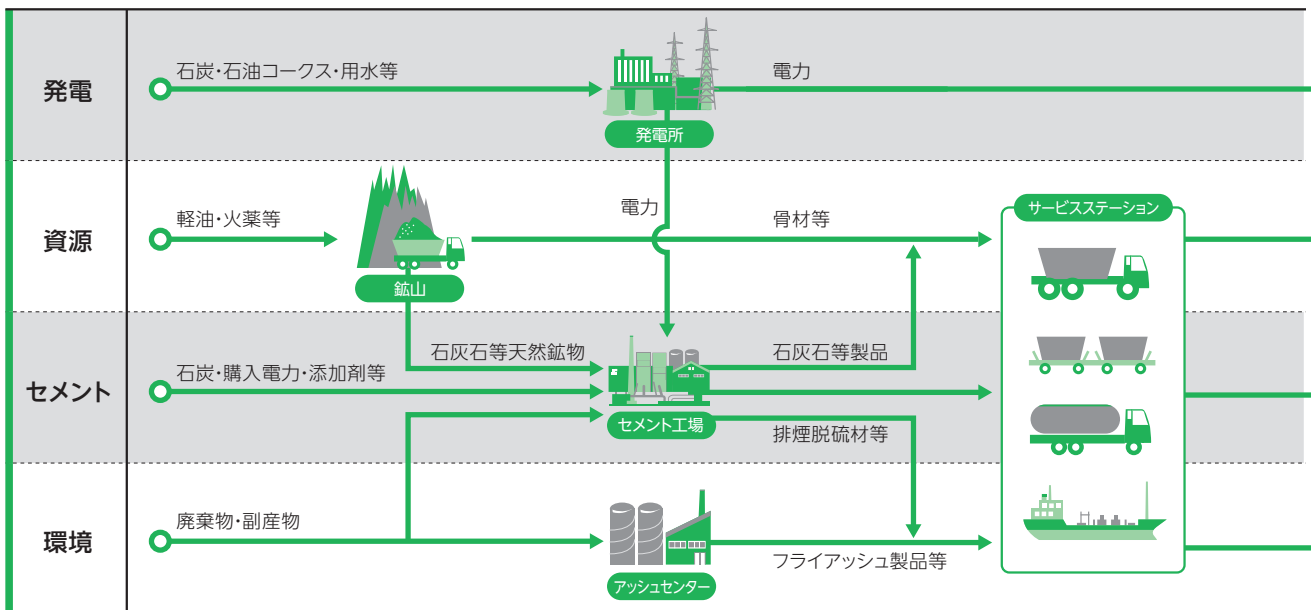 発電
石炭・石油コークス・用水等
電力
発電所
資源
軽油・火薬等
鉱山
電力
骨材等
サービスステーション
セメント
石灰石等天然鉱物
石炭・購入電力・添加剤等
石灰石等製品
セメント工場
排煙脱硫材等
環境
廃棄物・副産物
アッシュセンター
フライアッシュ製品等